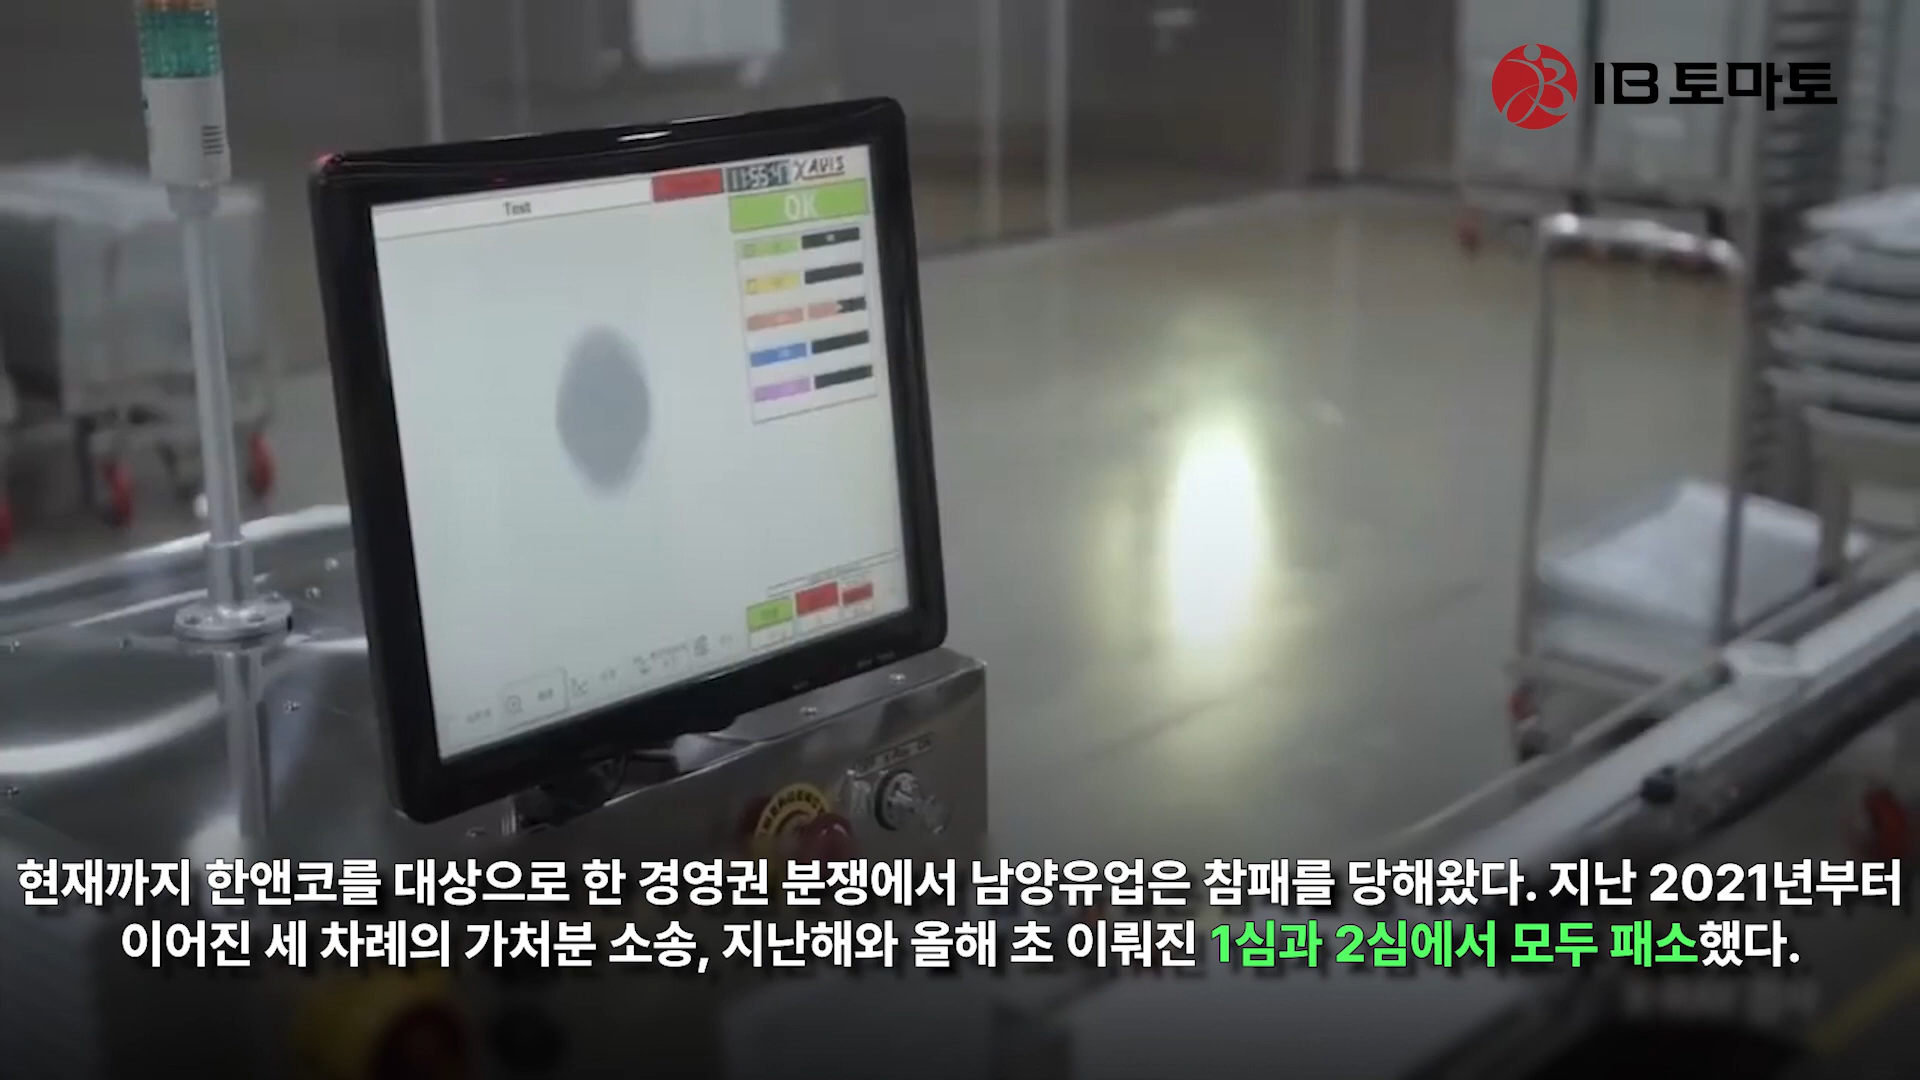 IB 토마토
Test
11:55:4
XAVIS
OK
현재까지 한앤코를 대상으로 한 경영권 분쟁에서 남양유업은 참패를 당해왔다. 지난 2021년부터
이어진 세 차례의 가처분 소송, 지난해와 올해 초 이뤄진 1심과 2심에서 모두 패소했다.